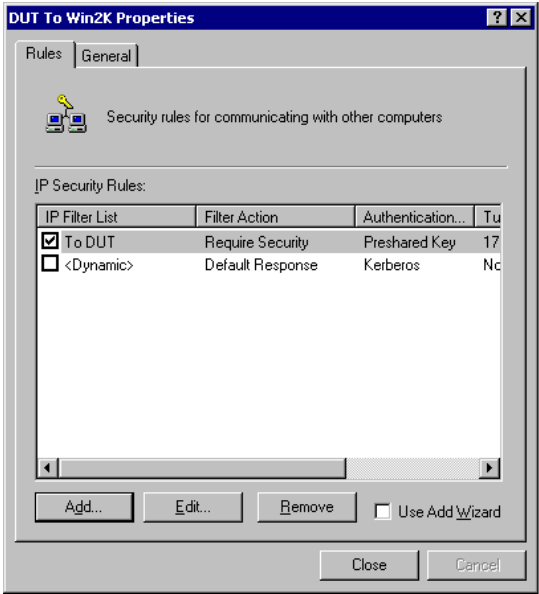 DUT To Win2K Properties
Rules General
Security rules for communicating with other computers
IP Security Rules:
IP Filter List Filter Action Authentication... Tu
To DUT Require Security Preshared Key 17
<Dynamic> Default Response Kerberos No
Add... Edit... Remove Use Add Wizard
Close Cancel